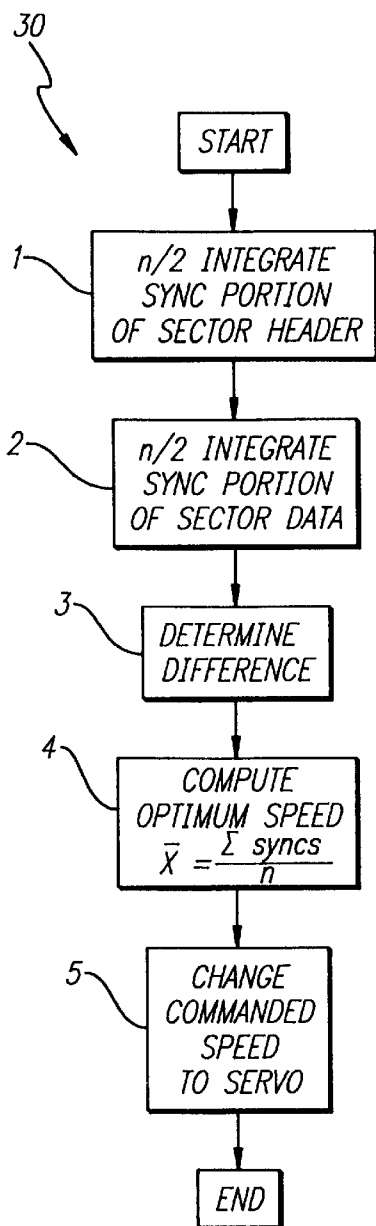 30
START
1
n/2 INTEGRATE
SYNC PORTION
OF SECTOR HEADER
2
n/2 INTEGRATE
SYNC PORTION
OF SECTOR DATA
3
DETERMINE
DIFFERENCE
4
COMPUTE
OPTIMUM SPEED
X̄ = Σ syncs / n
5
CHANGE
COMMANDED
SPEED
TO SERVO
END